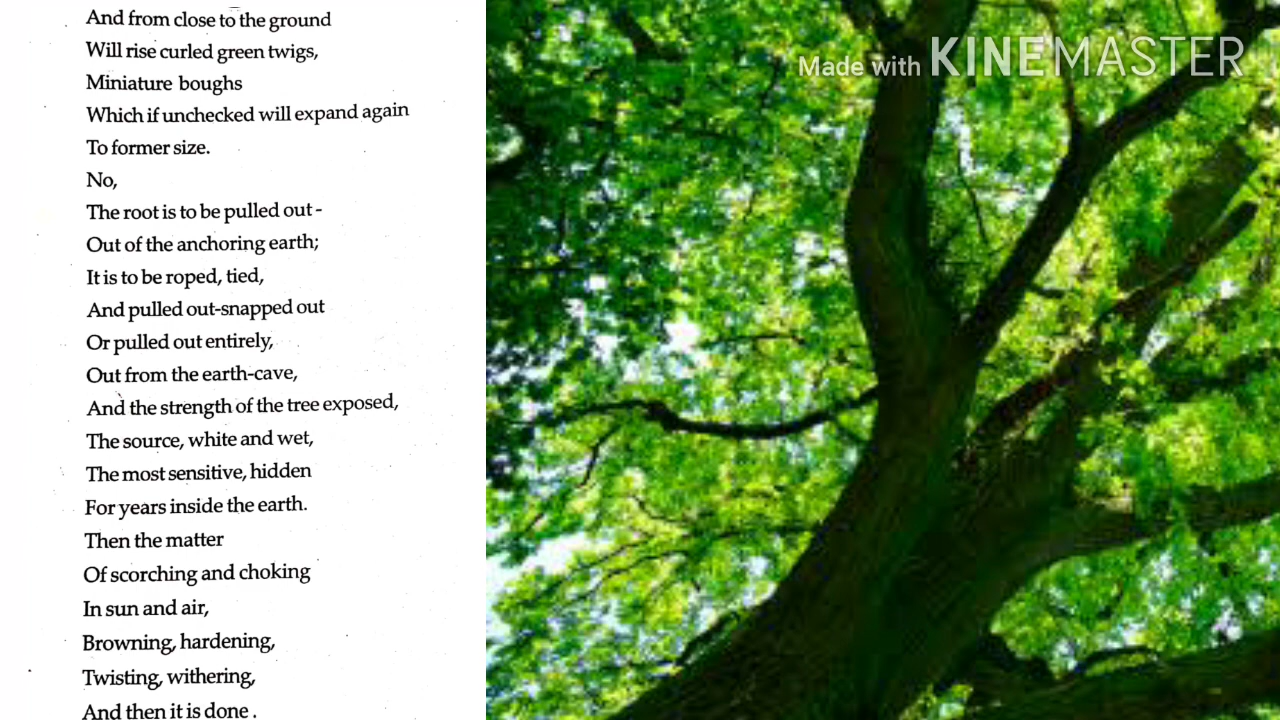 And from close to the ground
Will rise curled green twigs,
Miniature boughs
Which if unchecked will expand again
To former size.
No,
The root is to be pulled out -
Out of the anchoring earth;
It is to be roped, tied,
And pulled out-snapped out
Or pulled out entirely,
Out from the earth-cave,
And the strength of the tree exposed,
The source, white and wet,
The most sensitive, hidden
For years inside the earth.
Then the matter
Of scorching and choking
In sun and air,
Browning, hardening,
Twisting, withering,
And then it is done .
Made with KINEMASTER